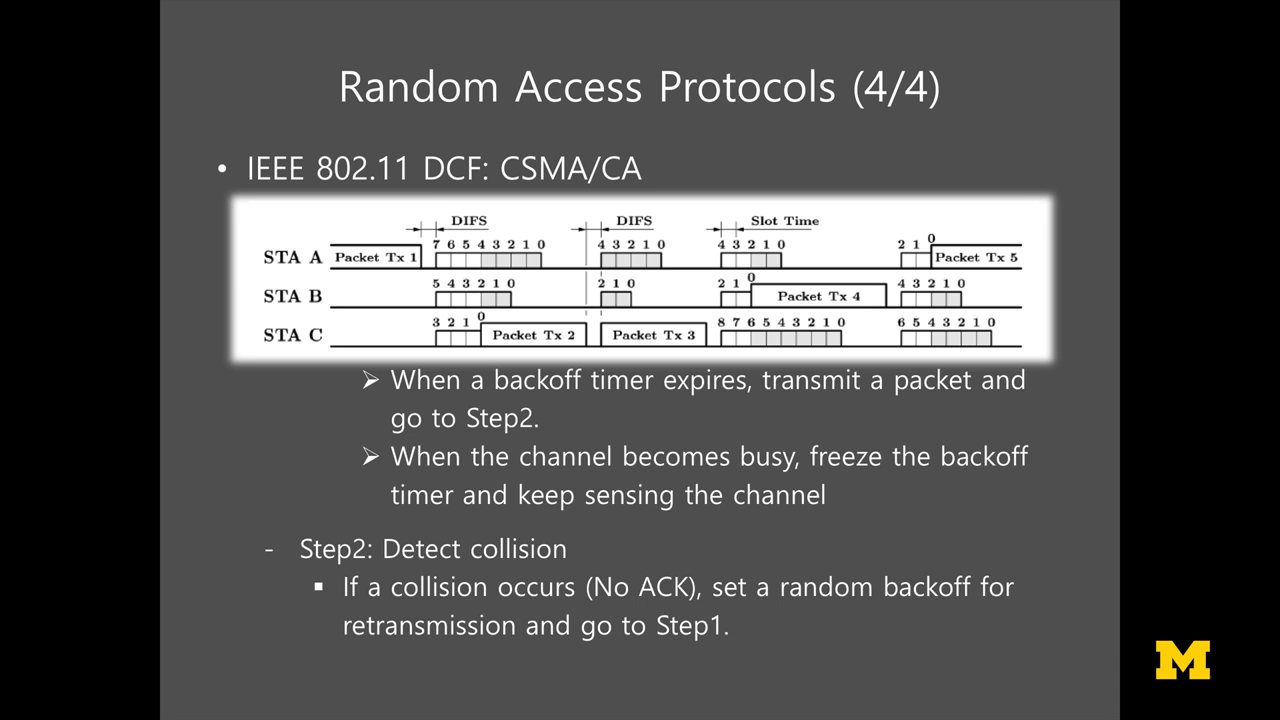 Random Access Protocols (4/4)
• IEEE 802.11 DCF: CSMA/CA
DIFS DIFS Slot Time
7 6 5 4 3 2 1 0 4 3 2 1 0 4 3 2 1 0 2 1 0
STA A Packet Tx 1 Packet Tx 5
5 4 3 2 1 0 2 1 0 2 1 0 4 3 2 1 0
STA B Packet Tx 4
3 2 1 0 8 7 6 5 4 3 2 1 0 6 5 4 3 2 1 0
STA C Packet Tx 2 Packet Tx 3
➢ When a backoff timer expires, transmit a packet and
go to Step2.
➢ When the channel becomes busy, freeze the backoff
timer and keep sensing the channel
- Step2: Detect collision
▪ If a collision occurs (No ACK), set a random backoff for
retransmission and go to Step1.
M